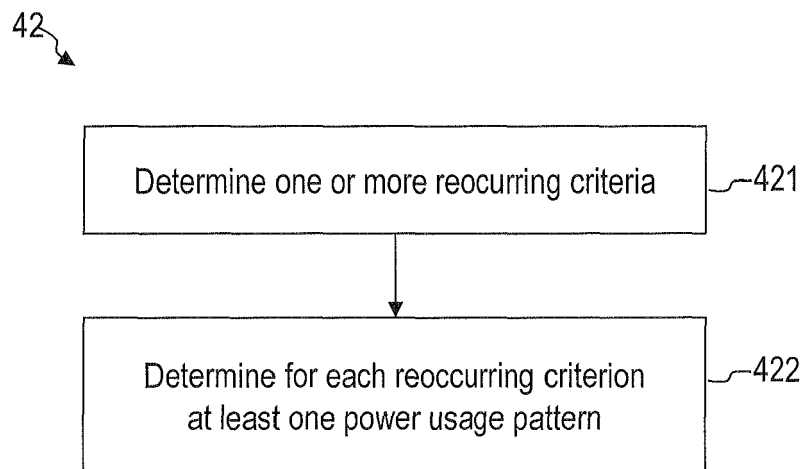 42
Determine one or more reocurring criteria
421
Determine for each reoccurring criterion
at least one power usage pattern
422